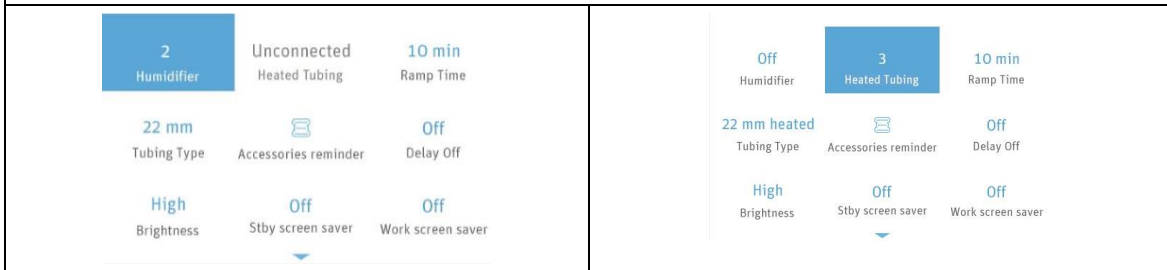 2 Unconnected 10 min
Humidifier Heated Tubing Ramp Time
22 mm Off
Tubing Type Accessories reminder Delay Off
High Off Off
Brightness Stby screen saver Work screen saver
Off 3 10 min
Humidifier Heated Tubing Ramp Time
22 mm heated Off
Tubing Type Accessories reminder Delay Off
High Off Off
Brightness Stby screen saver Work screen saver